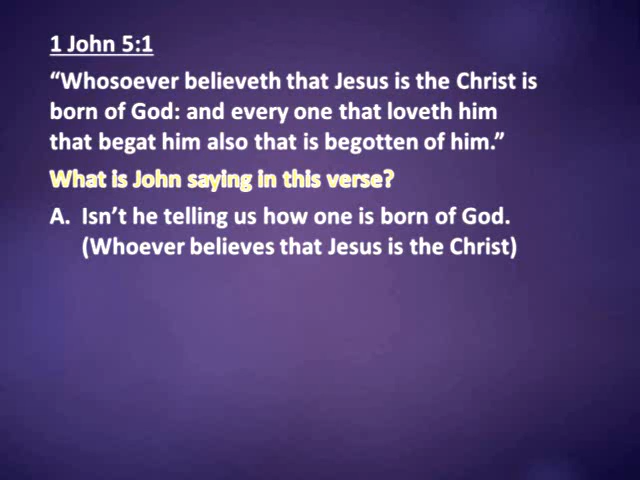 1 John 5:1
“Whosoever believeth that Jesus is the Christ is
born of God: and every one that loveth him
that begat him also that is begotten of him.”
What is John saying in this verse?
A. Isn’t he telling us how one is born of God.
(Whoever believes that Jesus is the Christ)